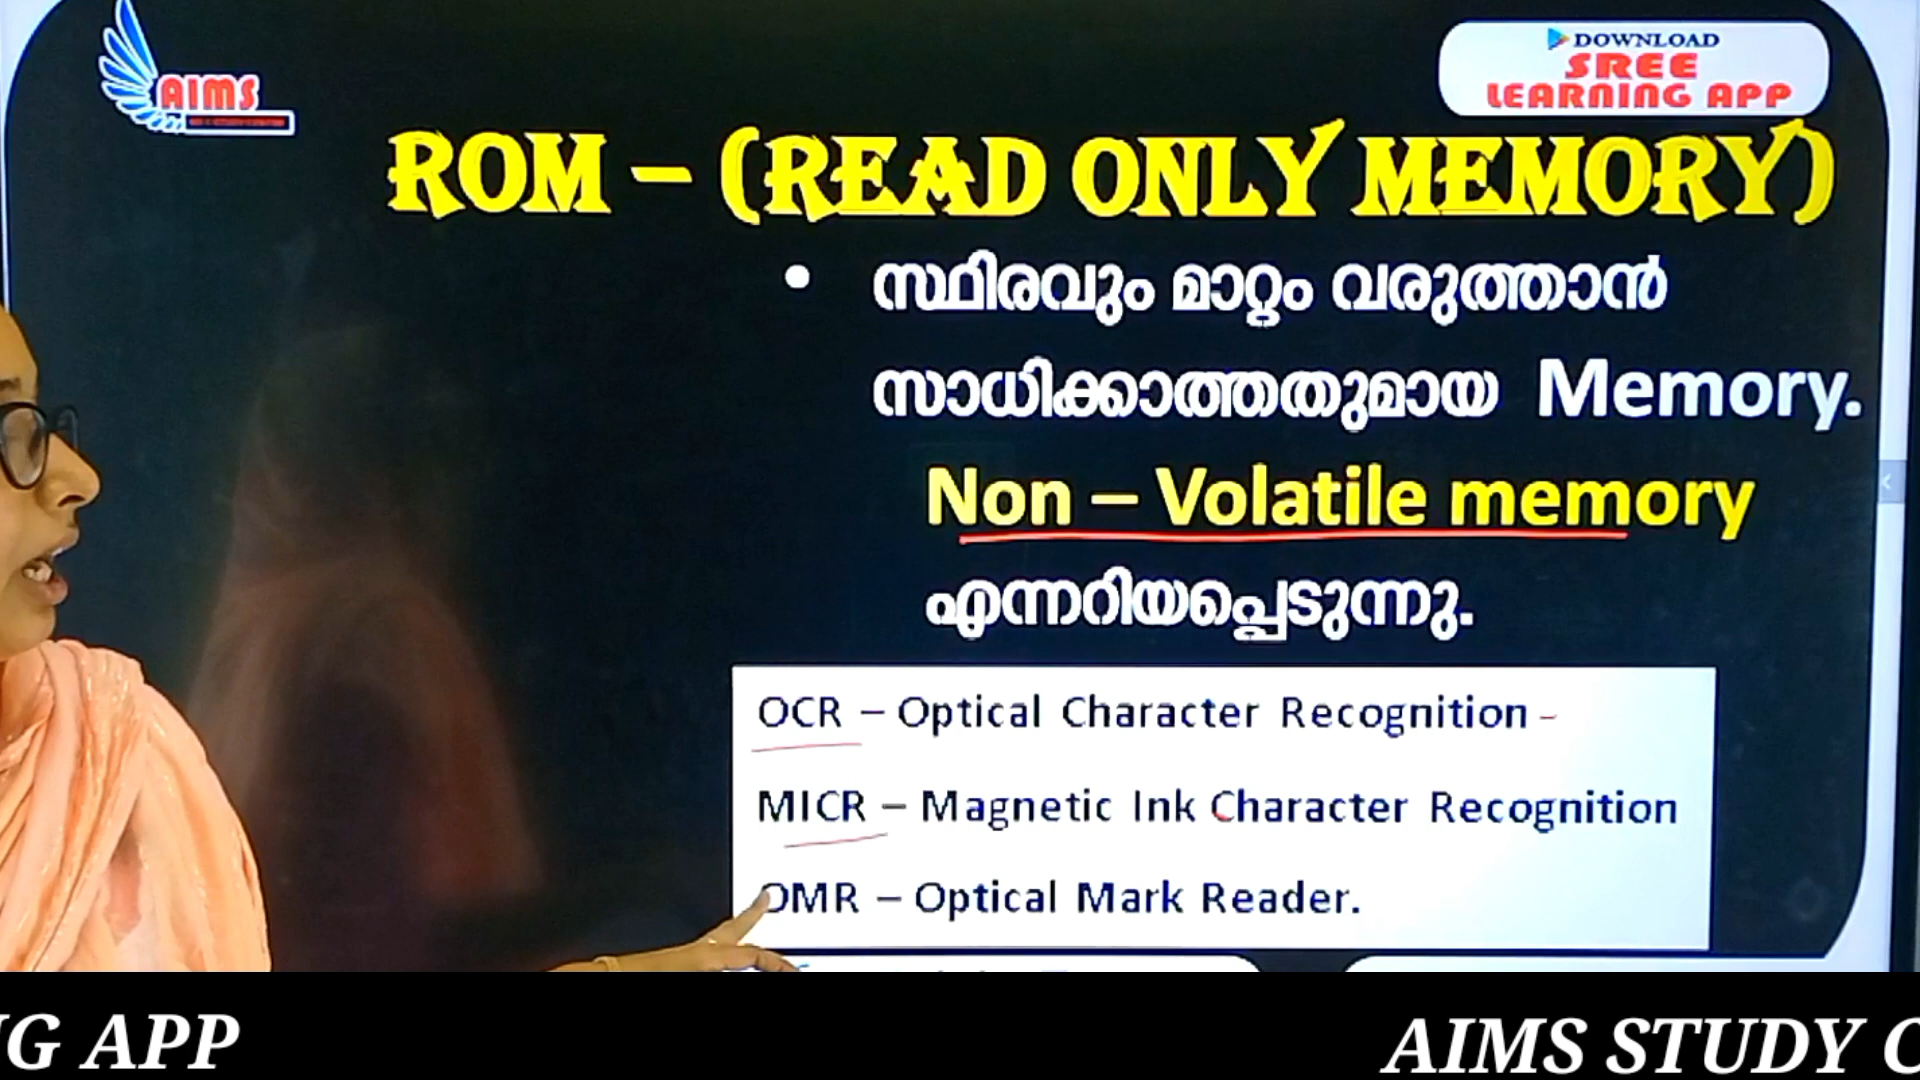 AIMS
DOWNLOAD
SREE
LEARNING APP
ROM – (READ ONLY MEMORY)
• സ്ഥിരവും മാറ്റം വരുത്താൻ
സാധിക്കാത്തതുമായ Memory.
Non – Volatile memory
എന്നറിയപ്പെടുന്നു.
OCR – Optical Character Recognition –
MICR – Magnetic Ink Character Recognition
OMR – Optical Mark Reader.
NG APP
AIMS STUDY C